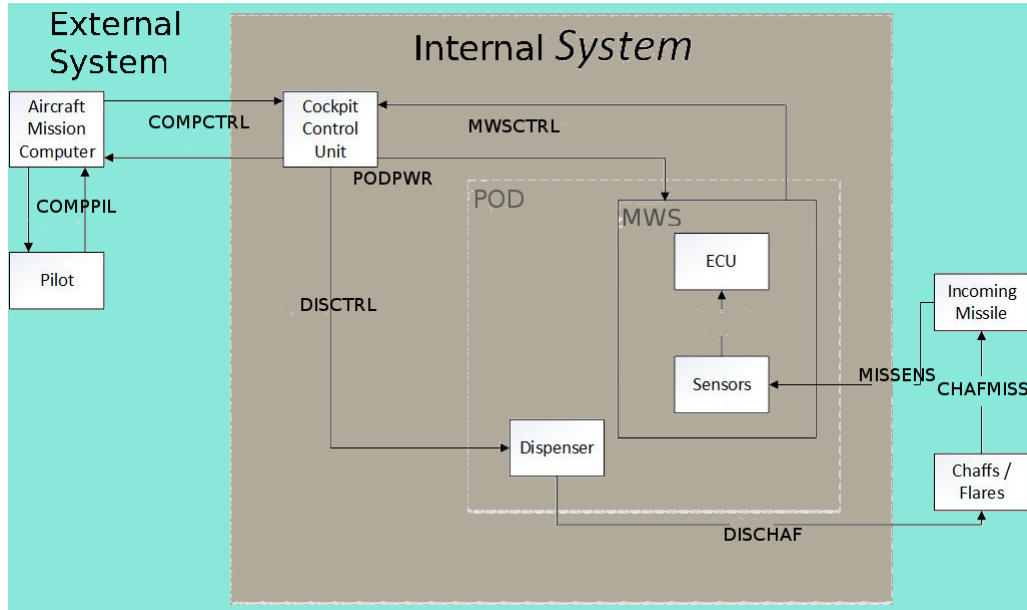 External
System
Internal System
Aircraft
Mission
Computer
COMPCTRL
Cockpit
Control
Unit
MWSCTRL
PODPWR
COMPPIL
POD
MWS
Pilot
ECU
DISCTRL
Incoming
Missile
Sensors
MISSENS
CHAFMISS
Dispenser
Chaffs /
Flares
DISCHAF